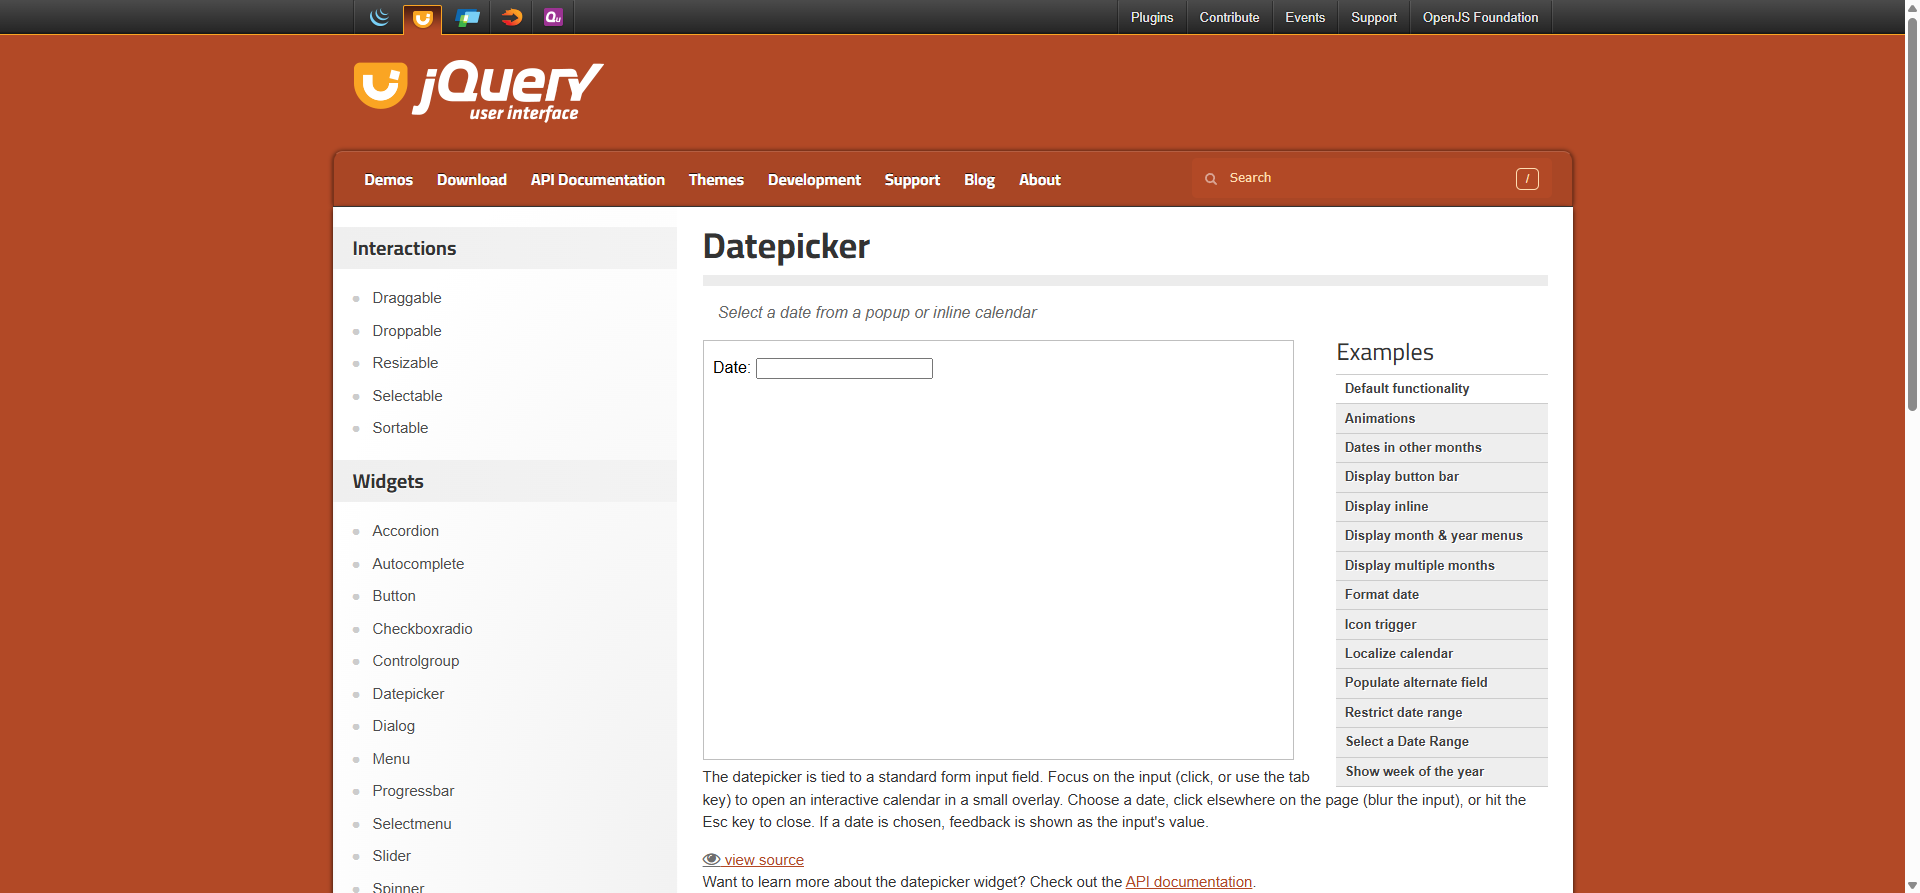 Plugins
Contribute
Events
Support
OpenJS Foundation
jQuery
user interface
Demos
Download
API Documentation
Themes
Development
Support
Blog
About
Search
/
Interactions
Draggable
Droppable
Resizable
Selectable
Sortable
Widgets
Accordion
Autocomplete
Button
Checkboxradio
Controlgroup
Datepicker
Dialog
Menu
Progressbar
Selectmenu
Slider
Spinner
Datepicker
Select a date from a popup or inline calendar
Date:
Examples
Default functionality
Animations
Dates in other months
Display button bar
Display inline
Display month & year menus
Display multiple months
Format date
Icon trigger
Localize calendar
Populate alternate field
Restrict date range
Select a Date Range
Show week of the year
The datepicker is tied to a standard form input field. Focus on the input (click, or use the tab
key) to open an interactive calendar in a small overlay. Choose a date, click elsewhere on the page (blur the input), or hit the
Esc key to close. If a date is chosen, feedback is shown as the input's value.
view source
Want to learn more about the datepicker widget? Check out the API documentation.